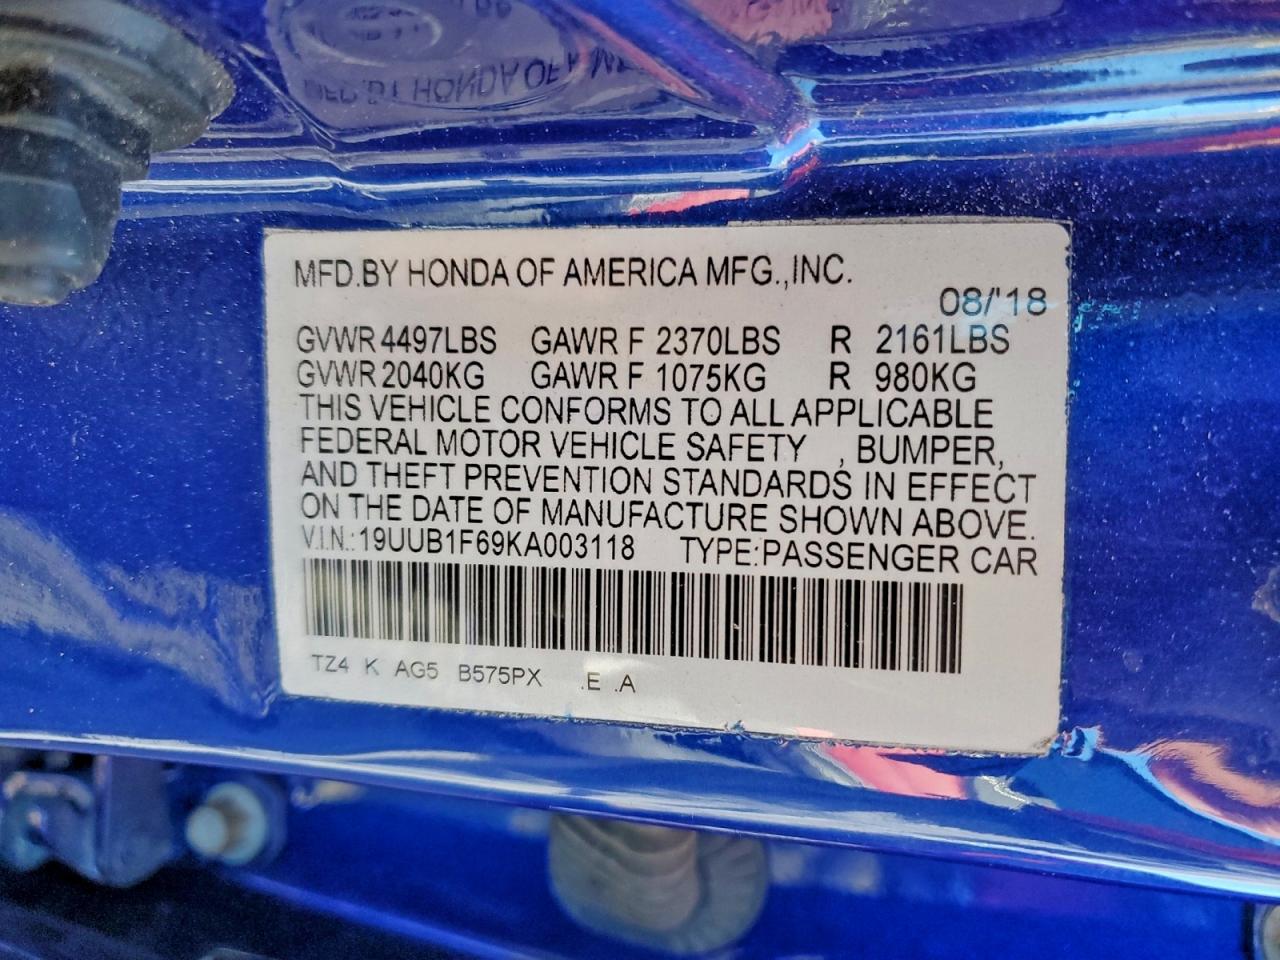 MFD.BY HONDA OF AMERICA MFG.,INC.
08/'18
GVWR 4497LBS GAWR F 2370LBS R 2161LBS
GVWR 2040KG GAWR F 1075KG R 980KG
THIS VEHICLE CONFORMS TO ALL APPLICABLE
FEDERAL MOTOR VEHICLE SAFETY , BUMPER,
AND THEFT PREVENTION STANDARDS IN EFFECT
ON THE DATE OF MANUFACTURE SHOWN ABOVE.
V.I.N.:19UUB1F69KA003118 TYPE:PASSENGER CAR
TZ4 K AG5 B575PX .E .A